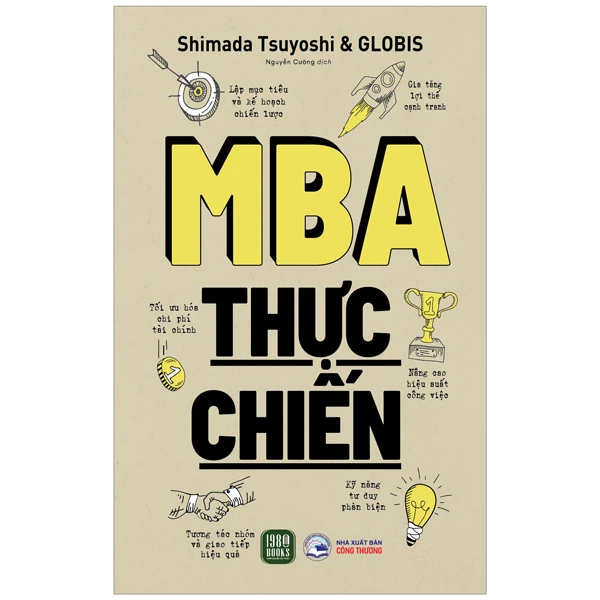 Shimada Tsuyoshi & GLOBIS
Nguyễn Cường dịch
Lập mục tiêu
và kế hoạch
chiến lược
Gia tăng
lợi thế
cạnh tranh
MBA
Tối ưu hóa
chi phí
tài chính
1
THỰC
1
Nâng cao
hiệu suất
công việc
CHIẾN
Kỹ năng
tư duy
phản biện
Tương tác nhóm
và giao tiếp
hiệu quả
1980
BOOKS
NHÀ XUẤT BẢN
CÔNG THƯƠNG